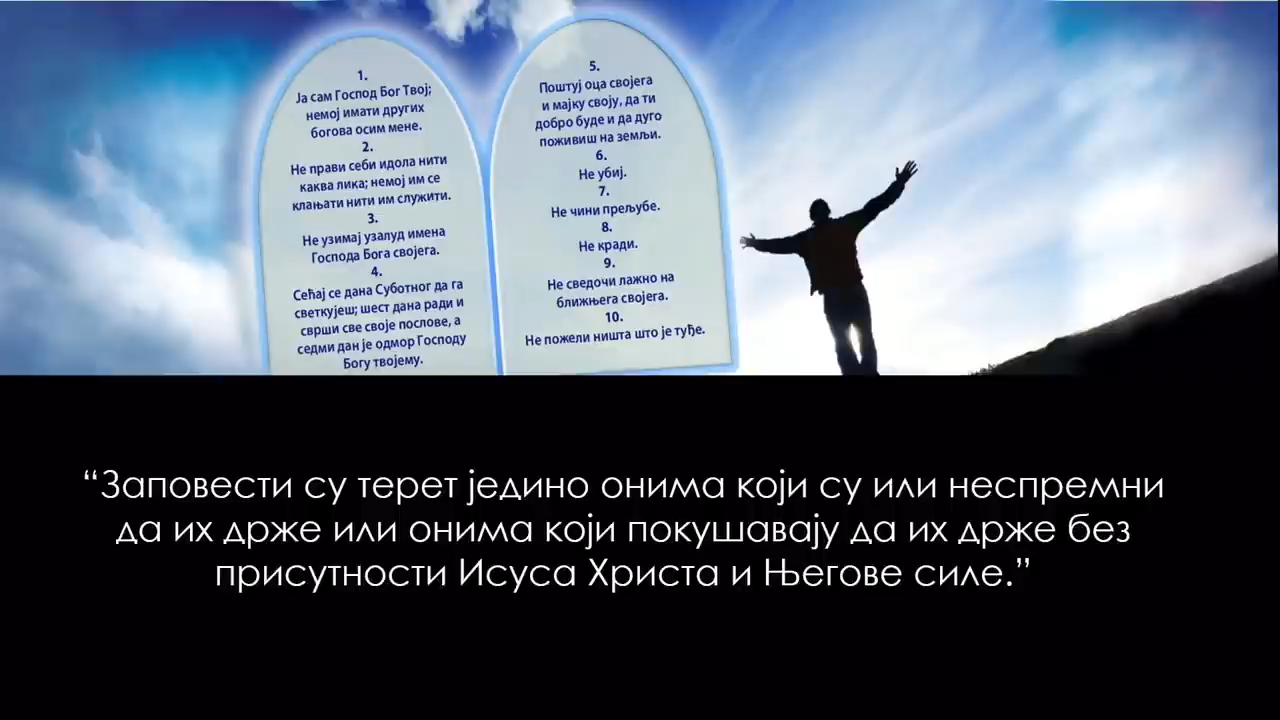 1.
Ја сам Господ Бог Твој;
немој имати других
богова осим мене.
2.
Не прави себи идола нити
каква лика; немој им се
клањати нити им служити.
3.
Не узимај узалуд имена
Господа Бога својега.
4.
Сећај се дана Суботног да га
светкујеш; шест дана ради и
сврши све своје послове, а
седми дан је одмор Господу
Богу твојему.
5.
Поштуј оца својега
и мајку своју, да ти
добро буде и да дуго
поживиш на земљи.
6.
Не убиј.
7.
Не чини прељубе.
8.
Не кради.
9.
Не сведочи лажно на
ближњега својега.
10.
Не пожели ништа што је туђе.
“Заповести су терет једино онима који су или неспремни
да их држе или онима који покушавају да их држе без
присутности Исуса Христа и Његове силе.”